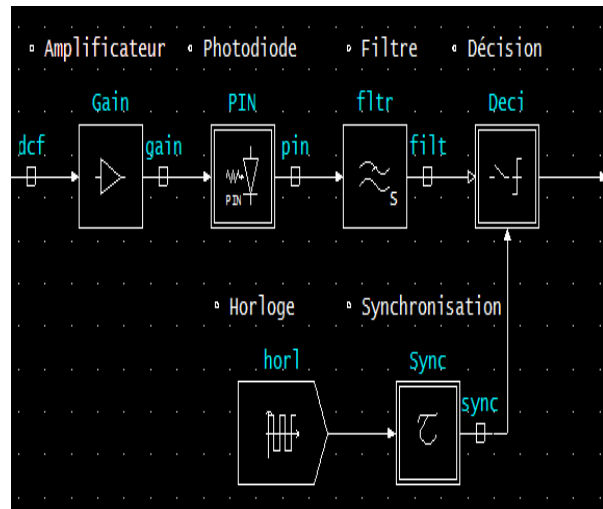 Amplificateur Photodiode Filtre Décision
Gain PIN fltr Deci
dcf gain pin filt
PIN S
Horloge Synchronisation
horl Sync
sync
τ